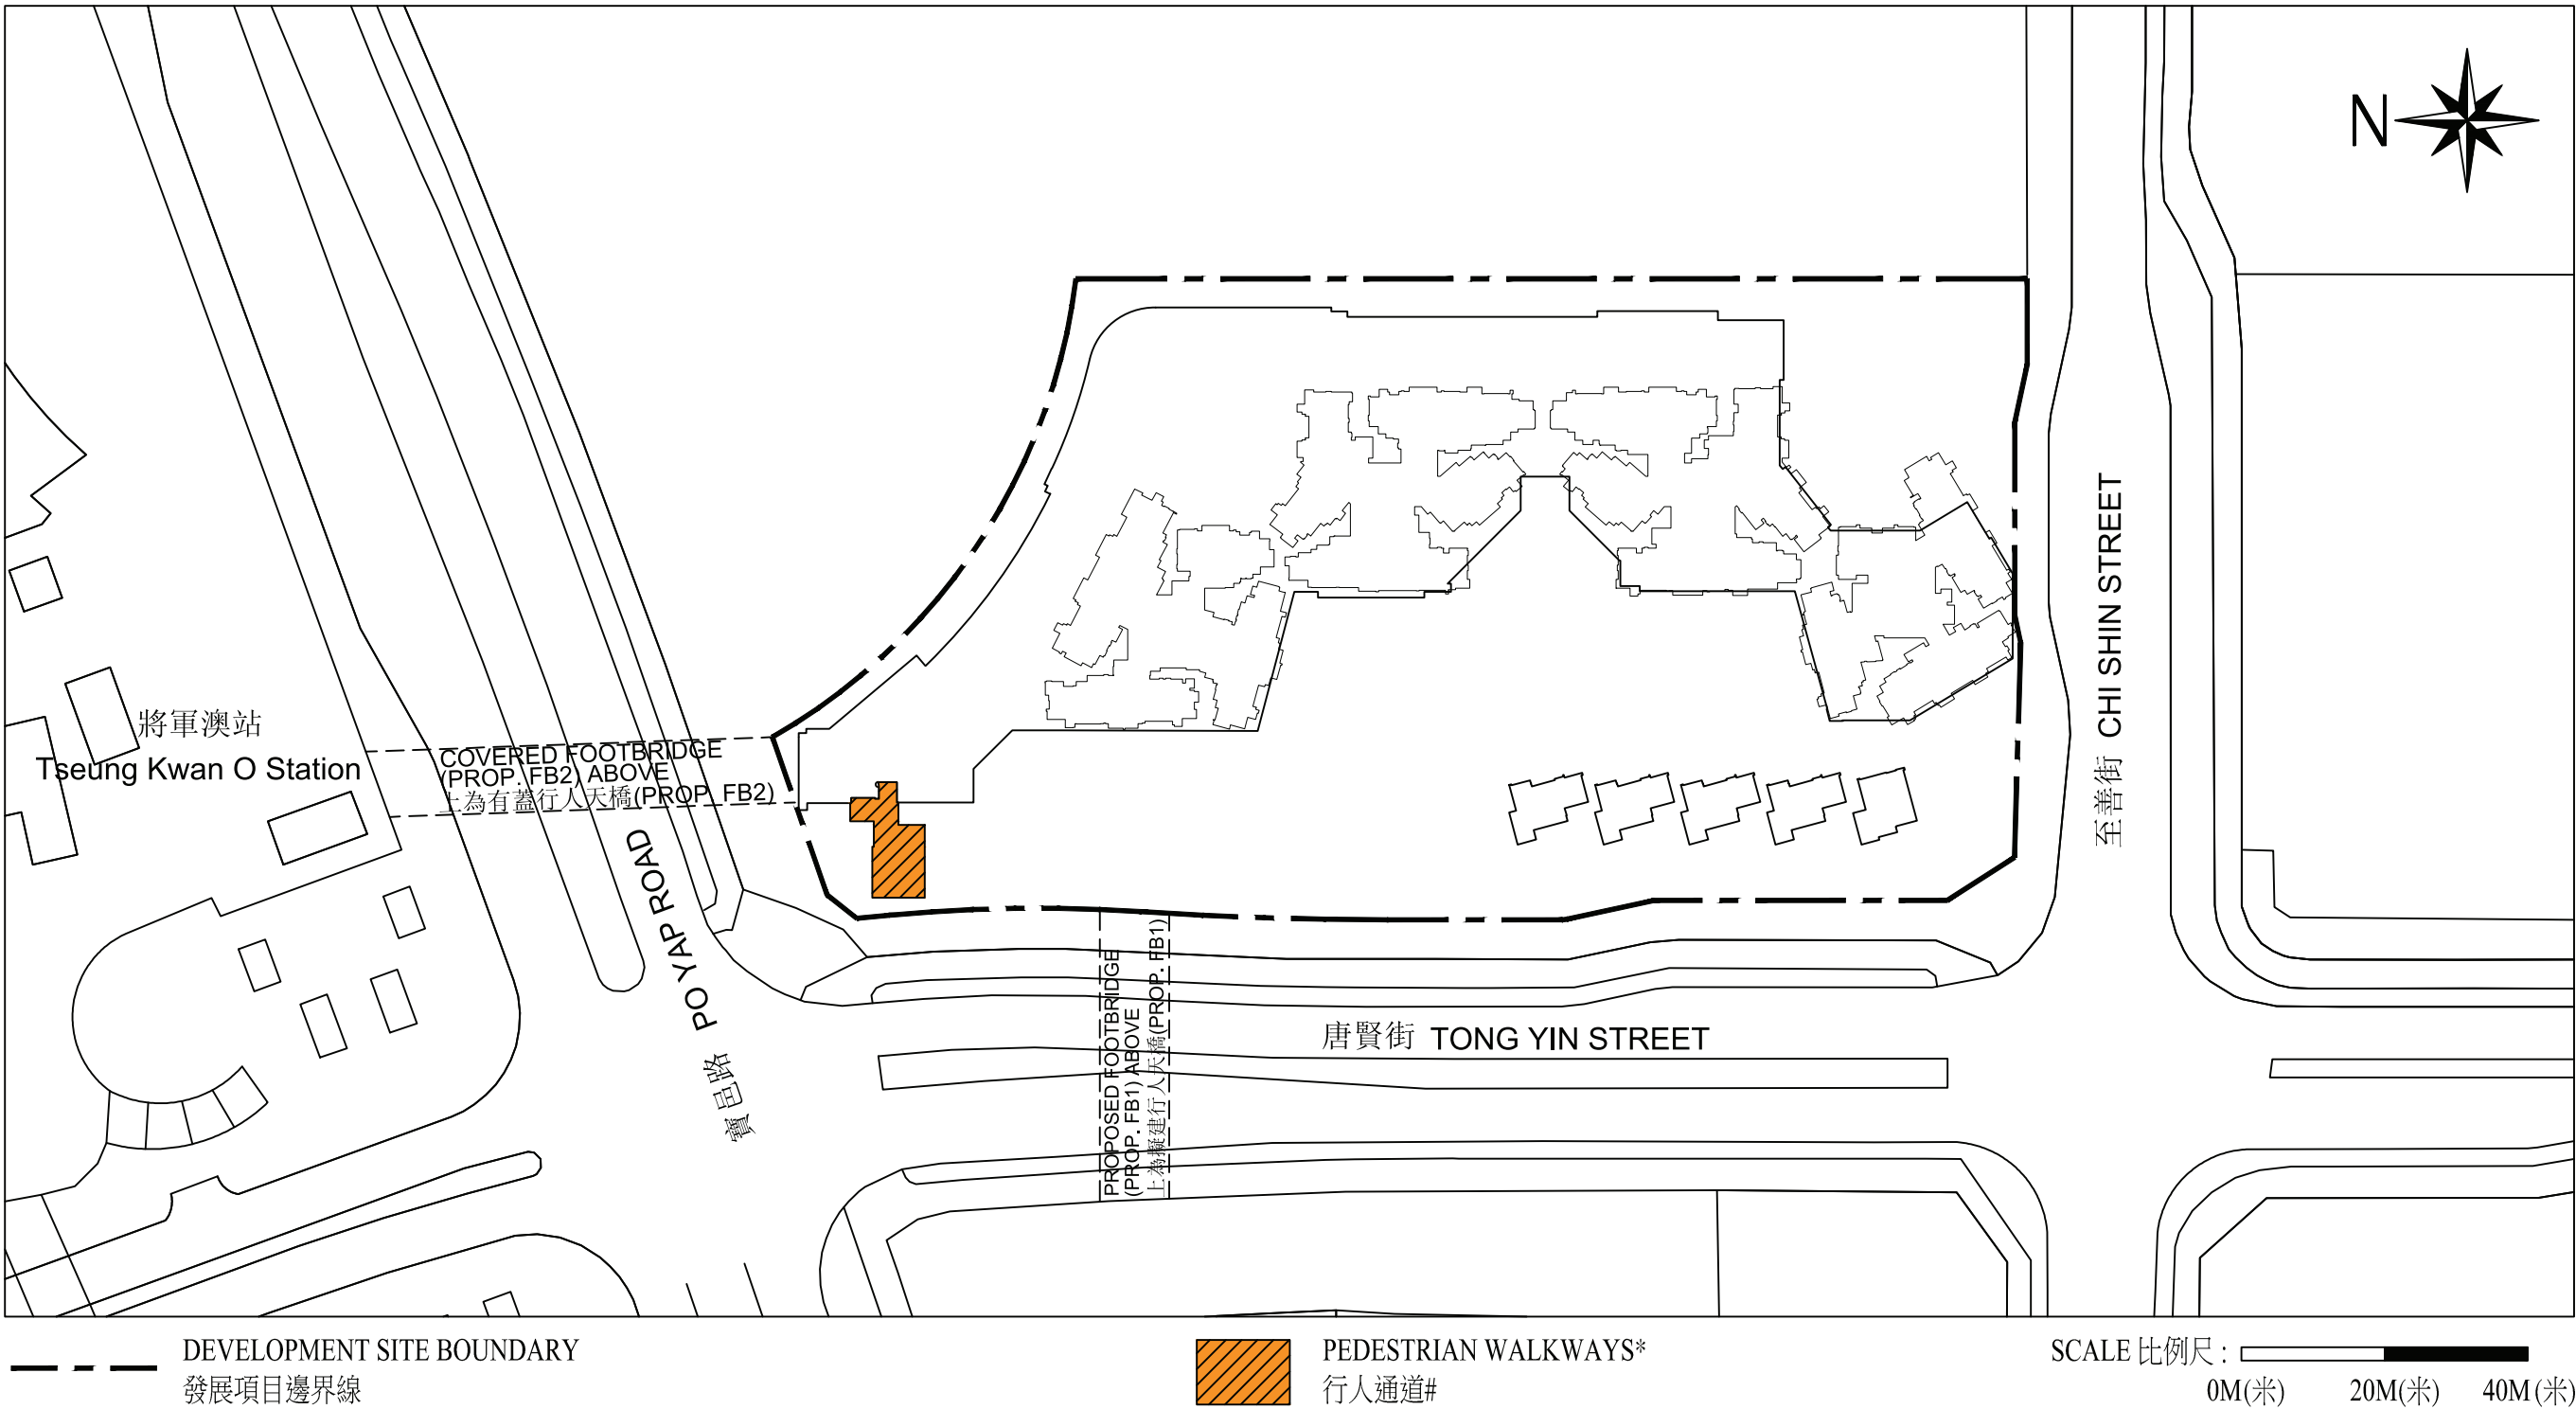 N
將軍澳站
Tseung Kwan O Station
COVERED FOOTBRIDGE
(PROP. FB2) ABOVE
上為有蓋行人天橋(PROP. FB2)
寶邑路 PO YAP ROAD
至善街 CHI SHIN STREET
PROPOSED FOOTBRIDGE
(PROP. FB1) ABOVE
上為擬建行人天橋(PROP. FB1)
唐賢街 TONG YIN STREET
DEVELOPMENT SITE BOUNDARY
發展項目邊界線
PEDESTRIAN WALKWAYS*
行人通道#
SCALE 比例尺 :
0M(米) 20M(米) 40M(米)